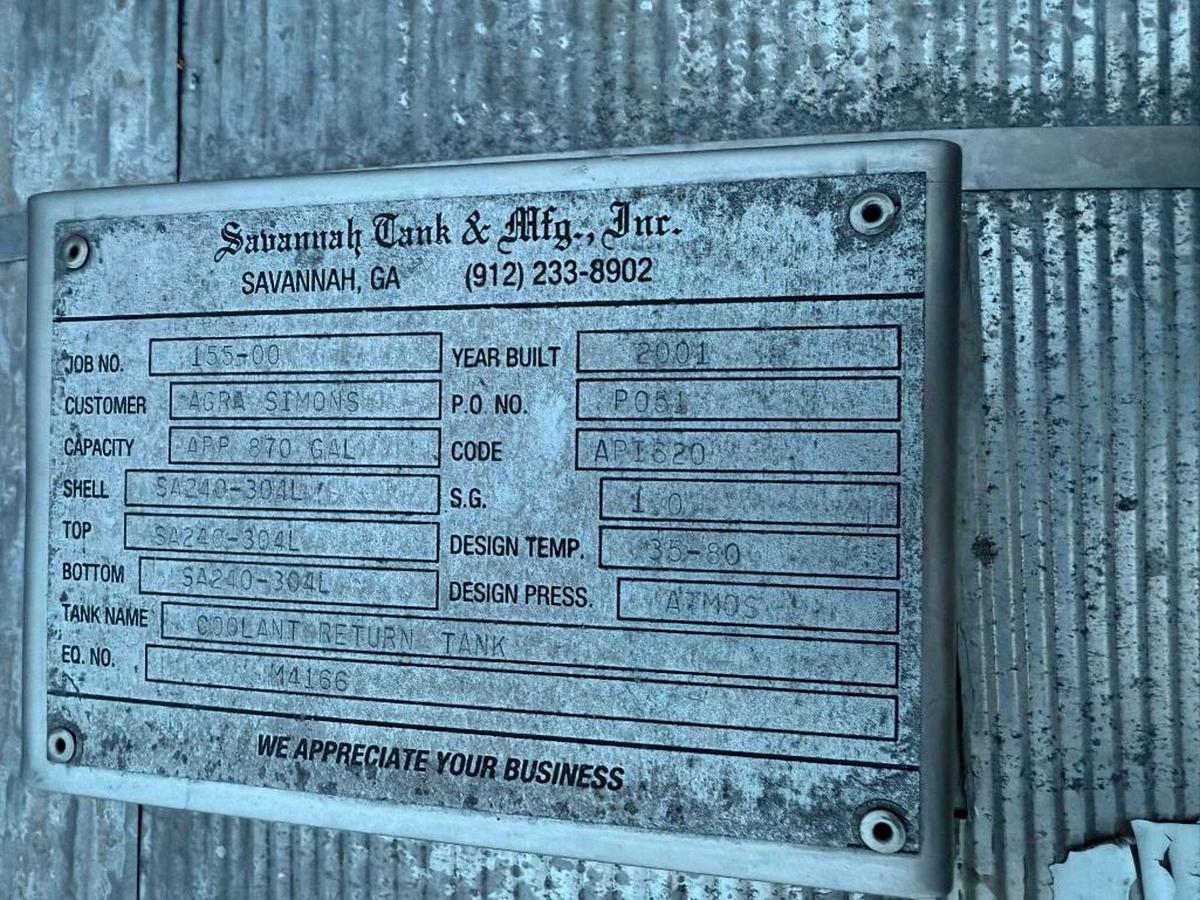 Savannah Tank & Mfg., Inc.
SAVANNAH, GA (912) 233-8902
JOB NO. 155-00 YEAR BUILT 2001
CUSTOMER AGRA SIMONS P.O. NO. P051
CAPACITY APP 870 GAL CODE API620
SHELL SA240-304L S.G. 1.0
TOP SA240-304L DESIGN TEMP. 35-80
BOTTOM SA240-304L DESIGN PRESS. ATMOS
TANK NAME COOLANT RETURN TANK
EQ. NO. M4166
WE APPRECIATE YOUR BUSINESS